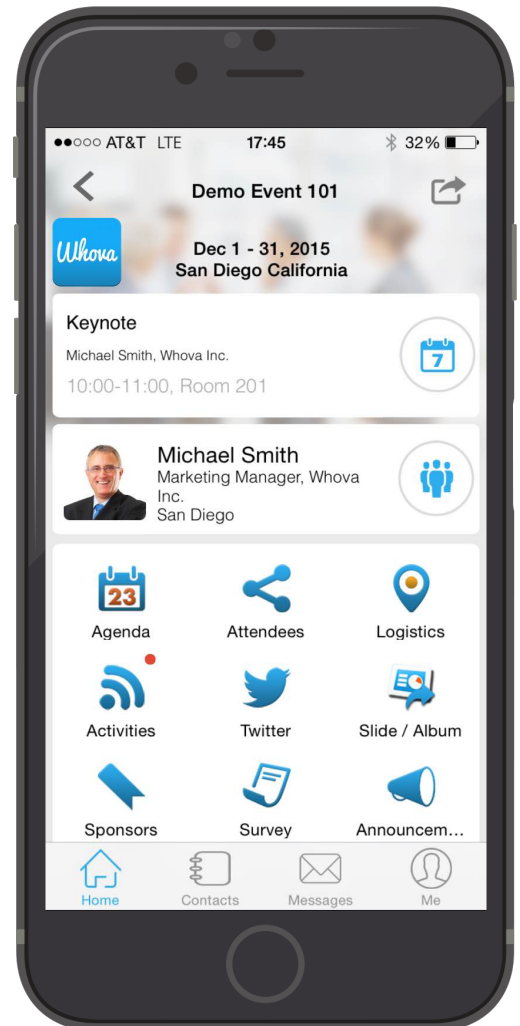 ●●○○○ AT&T LTE 17:45 32%
Demo Event 101
Whova
Dec 1 - 31, 2015
San Diego California
Keynote
Michael Smith, Whova Inc.
10:00-11:00, Room 201
7
Michael Smith
Marketing Manager, Whova
Inc.
San Diego
23
Agenda Attendees Logistics
Activities Twitter Slide / Album
Sponsors Survey Announcem...
Home Contacts Messages Me